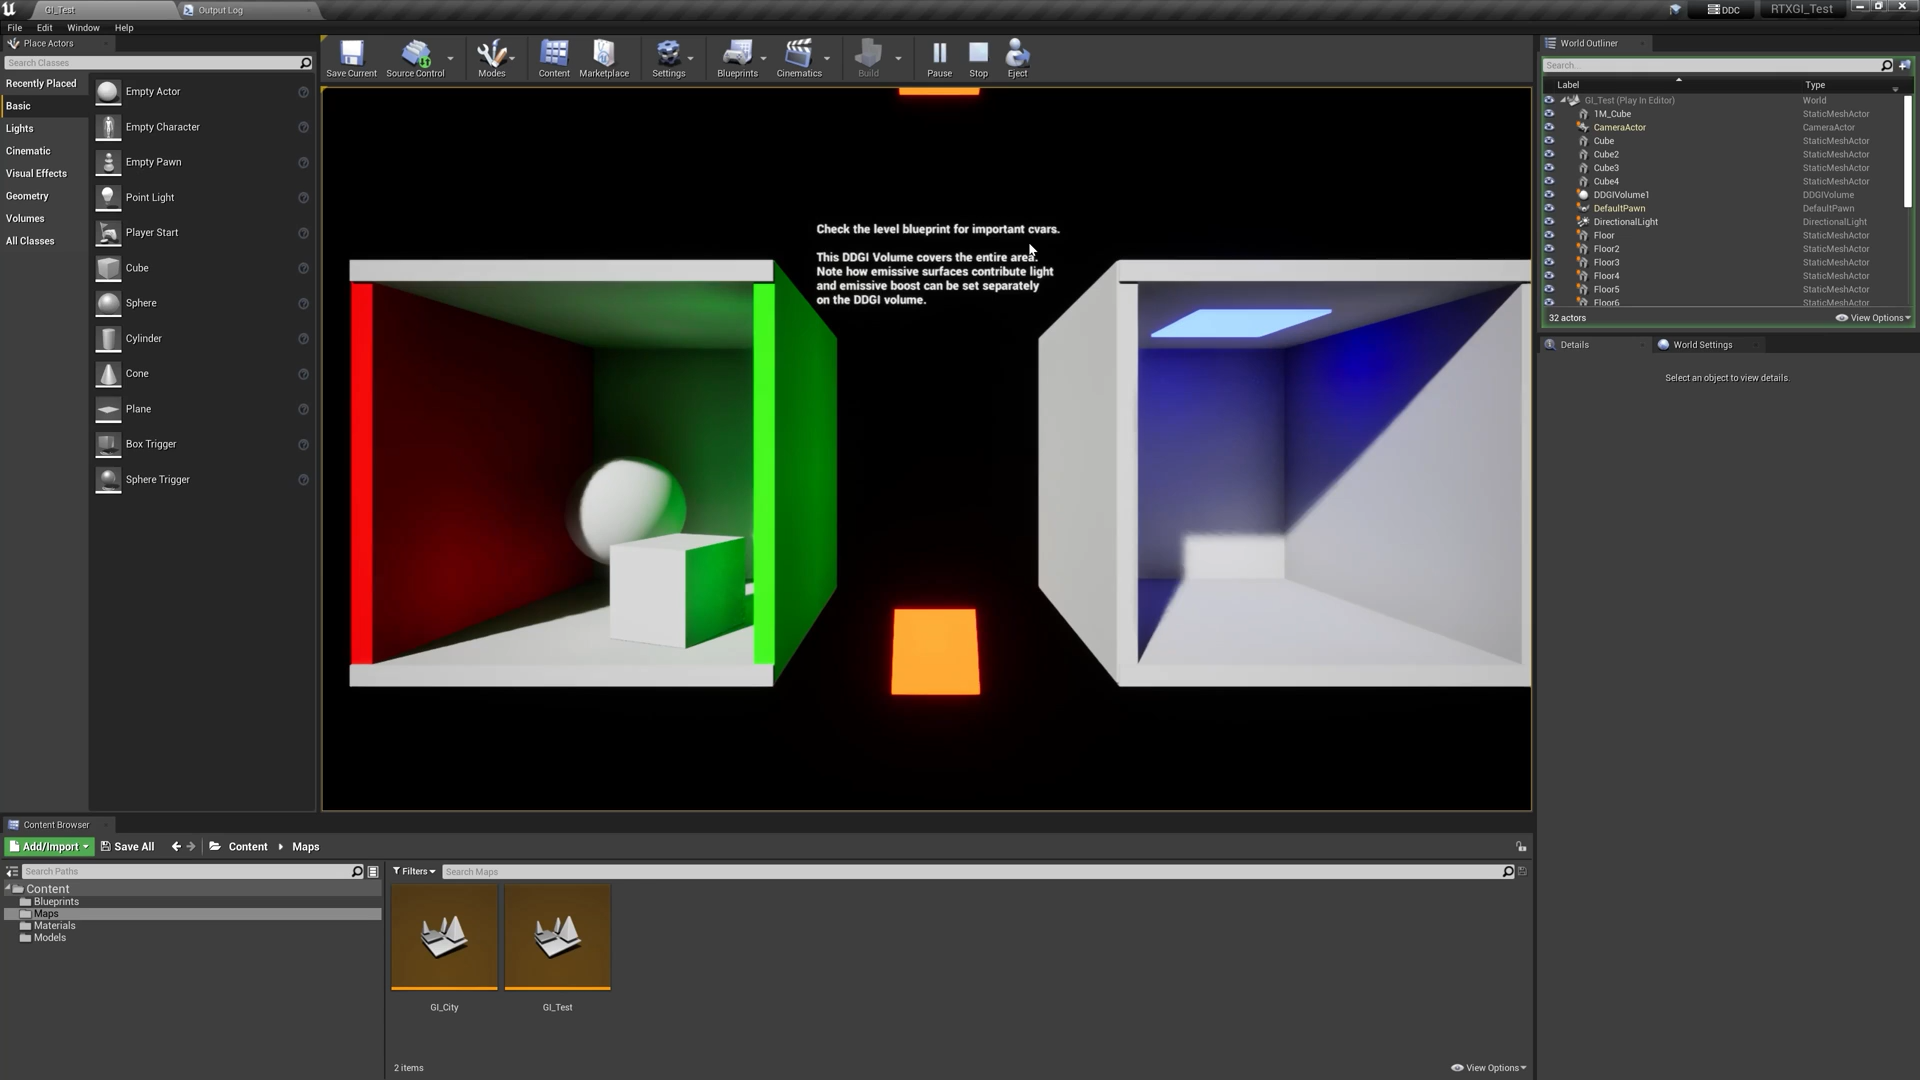 GI_Test
Output Log
DDC
RTXGI_Test
File Edit Window Help
Place Actors
Search Classes
Recently Placed
Basic
Lights
Cinematic
Visual Effects
Geometry
Volumes
All Classes
Empty Actor
Empty Character
Empty Pawn
Point Light
Player Start
Cube
Sphere
Cylinder
Cone
Plane
Box Trigger
Sphere Trigger
Save Current
Source Control
Modes
Content
Marketplace
Settings
Blueprints
Cinematics
Build
Pause
Stop
Eject
Check the level blueprint for important cvars.
This DDGI Volume covers the entire area.
Note how emissive surfaces contribute light
and emissive boost can be set separately
on the DDGI volume.
World Outliner
Search...
Label Type
GI_Test (Play In Editor) World
1M_Cube StaticMeshActor
CameraActor CameraActor
Cube StaticMeshActor
Cube2 StaticMeshActor
Cube3 StaticMeshActor
Cube4 StaticMeshActor
DDGIVolume1 DDGIVolume
DefaultPawn DefaultPawn
DirectionalLight DirectionalLight
Floor StaticMeshActor
Floor2 StaticMeshActor
Floor3 StaticMeshActor
Floor4 StaticMeshActor
Floor5 StaticMeshActor
Floor6 StaticMeshActor
32 actors View Options
Details World Settings
Select an object to view details.
Content Browser
Add/Import Save All Content Maps
Search Paths
Content
Blueprints
Maps
Materials
Models
Filters Search Maps
GI_City
GI_Test
2 items View Options